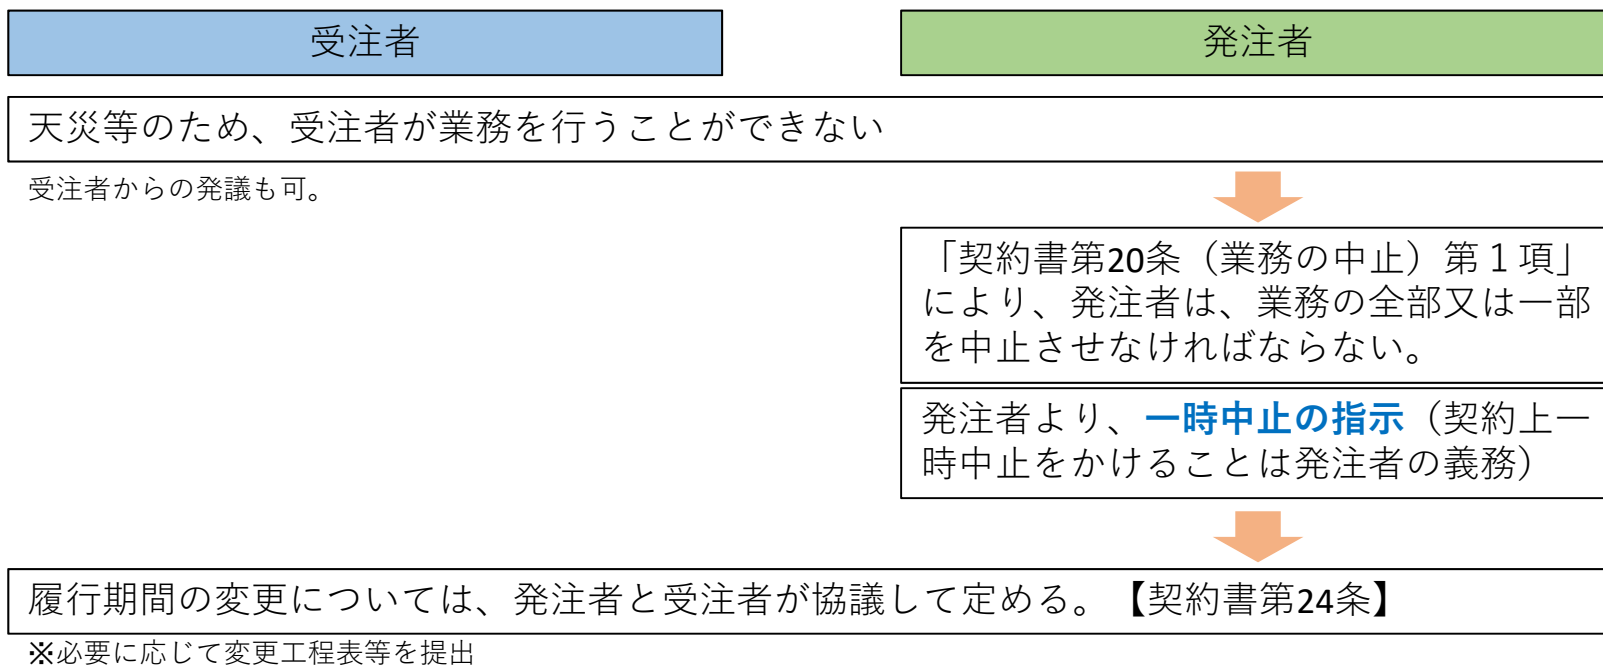 受注者
発注者
天災等のため、受注者が業務を行うことができない
受注者からの発議も可。
「契約書第20条（業務の中止）第１項」
により、発注者は、業務の全部又は一部
を中止させなければならない。
発注者より、一時中止の指示（契約上一
時中止をかけることは発注者の義務）
履行期間の変更については、発注者と受注者が協議して定める。【契約書第24条】
※必要に応じて変更工程表等を提出